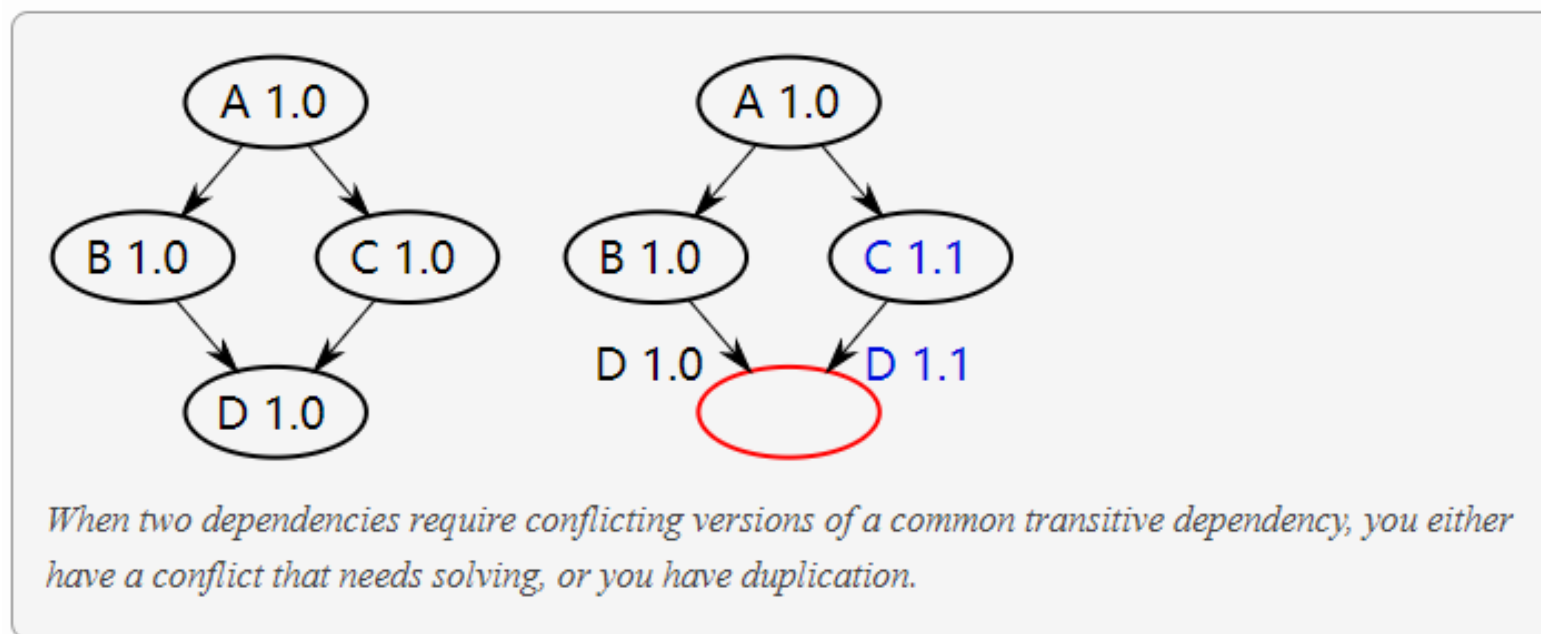 A 1.0 A 1.0
B 1.0 C 1.0 B 1.0 C 1.1
D 1.0 D 1.1
D 1.0
When two dependencies require conflicting versions of a common transitive dependency, you either
have a conflict that needs solving, or you have duplication.